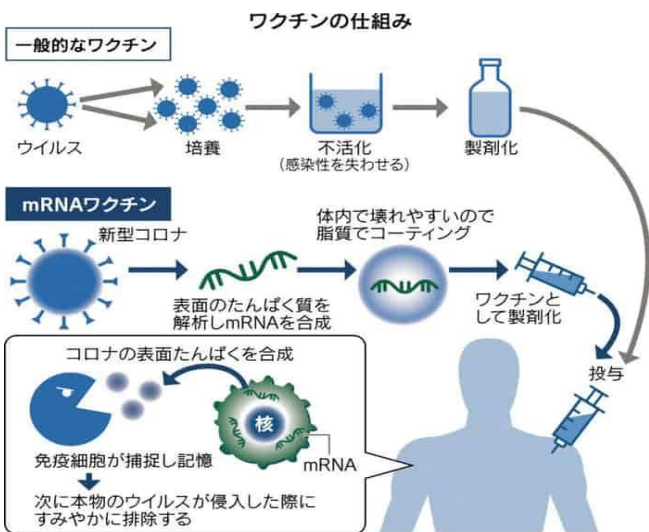 ワクチンの仕組み
一般的なワクチン
ウイルス
培養
不活化
(感染性を失わせる)
製剤化
mRNAワクチン
新型コロナ
表面のたんぱく質を
解析しmRNAを合成
体内で壊れやすいので
脂質でコーティング
ワクチンと
して製剤化
投与
コロナの表面たんぱくを合成
核
mRNA
免疫細胞が捕捉し記憶
次に本物のウイルスが侵入した際に
すみやかに排除する